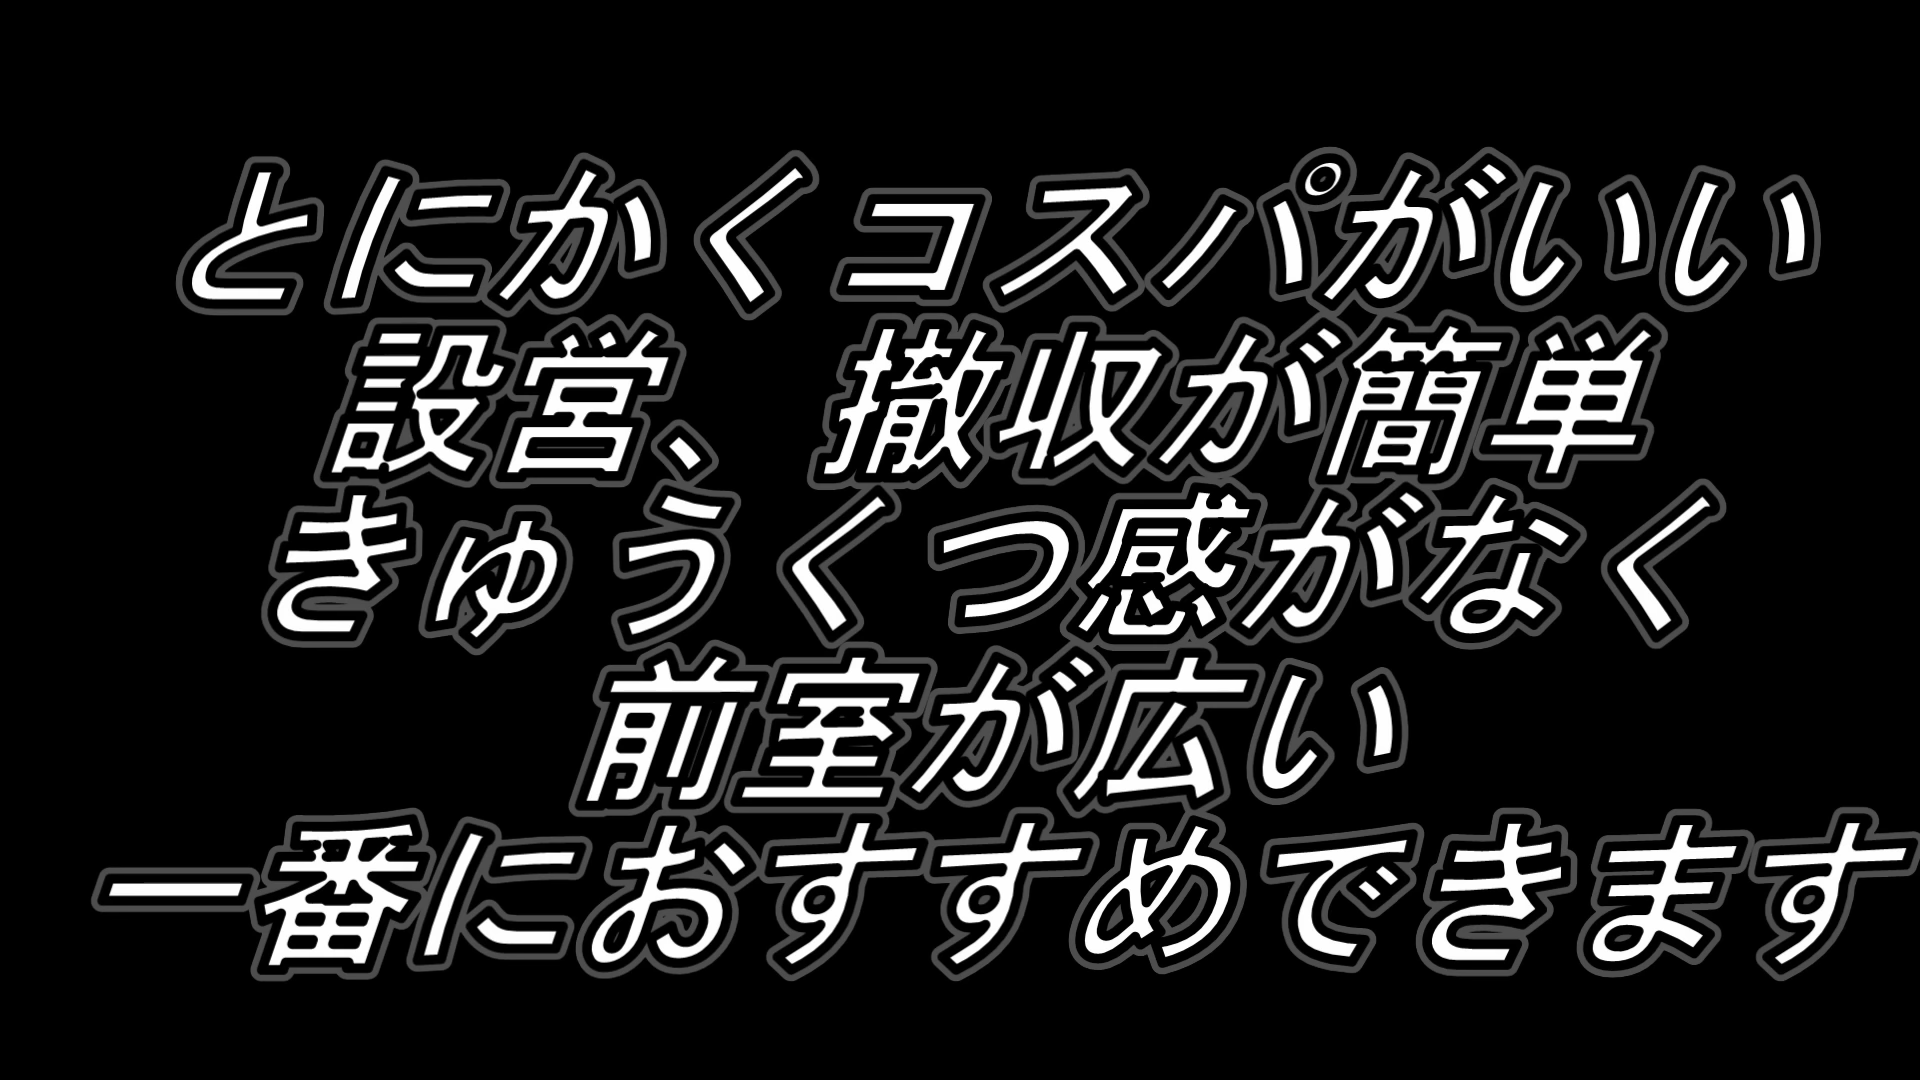 とにかくコスパがいい
設営、撤収が簡単
きゅうくつ感がなく
前室が広い
一番におすすめできます